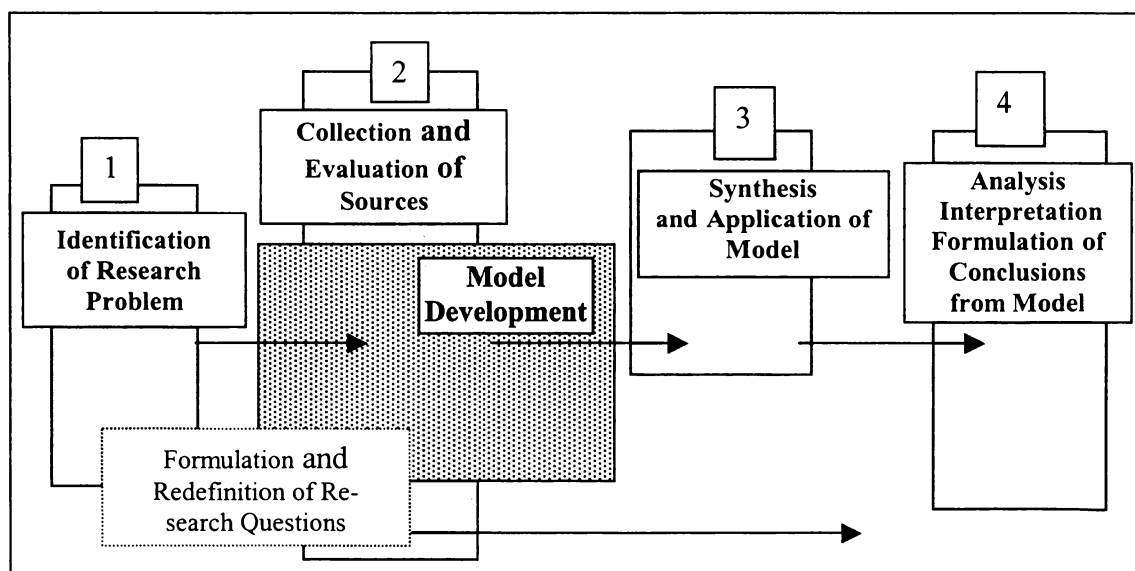 1
Identification
of Research
Problem
2
Collection and
Evaluation of
Sources
Model
Development
Formulation and
Redefinition of Re-
search Questions
3
Synthesis
and Application of
Model
4
Analysis
Interpretation
Formulation of
Conclusions
from Model